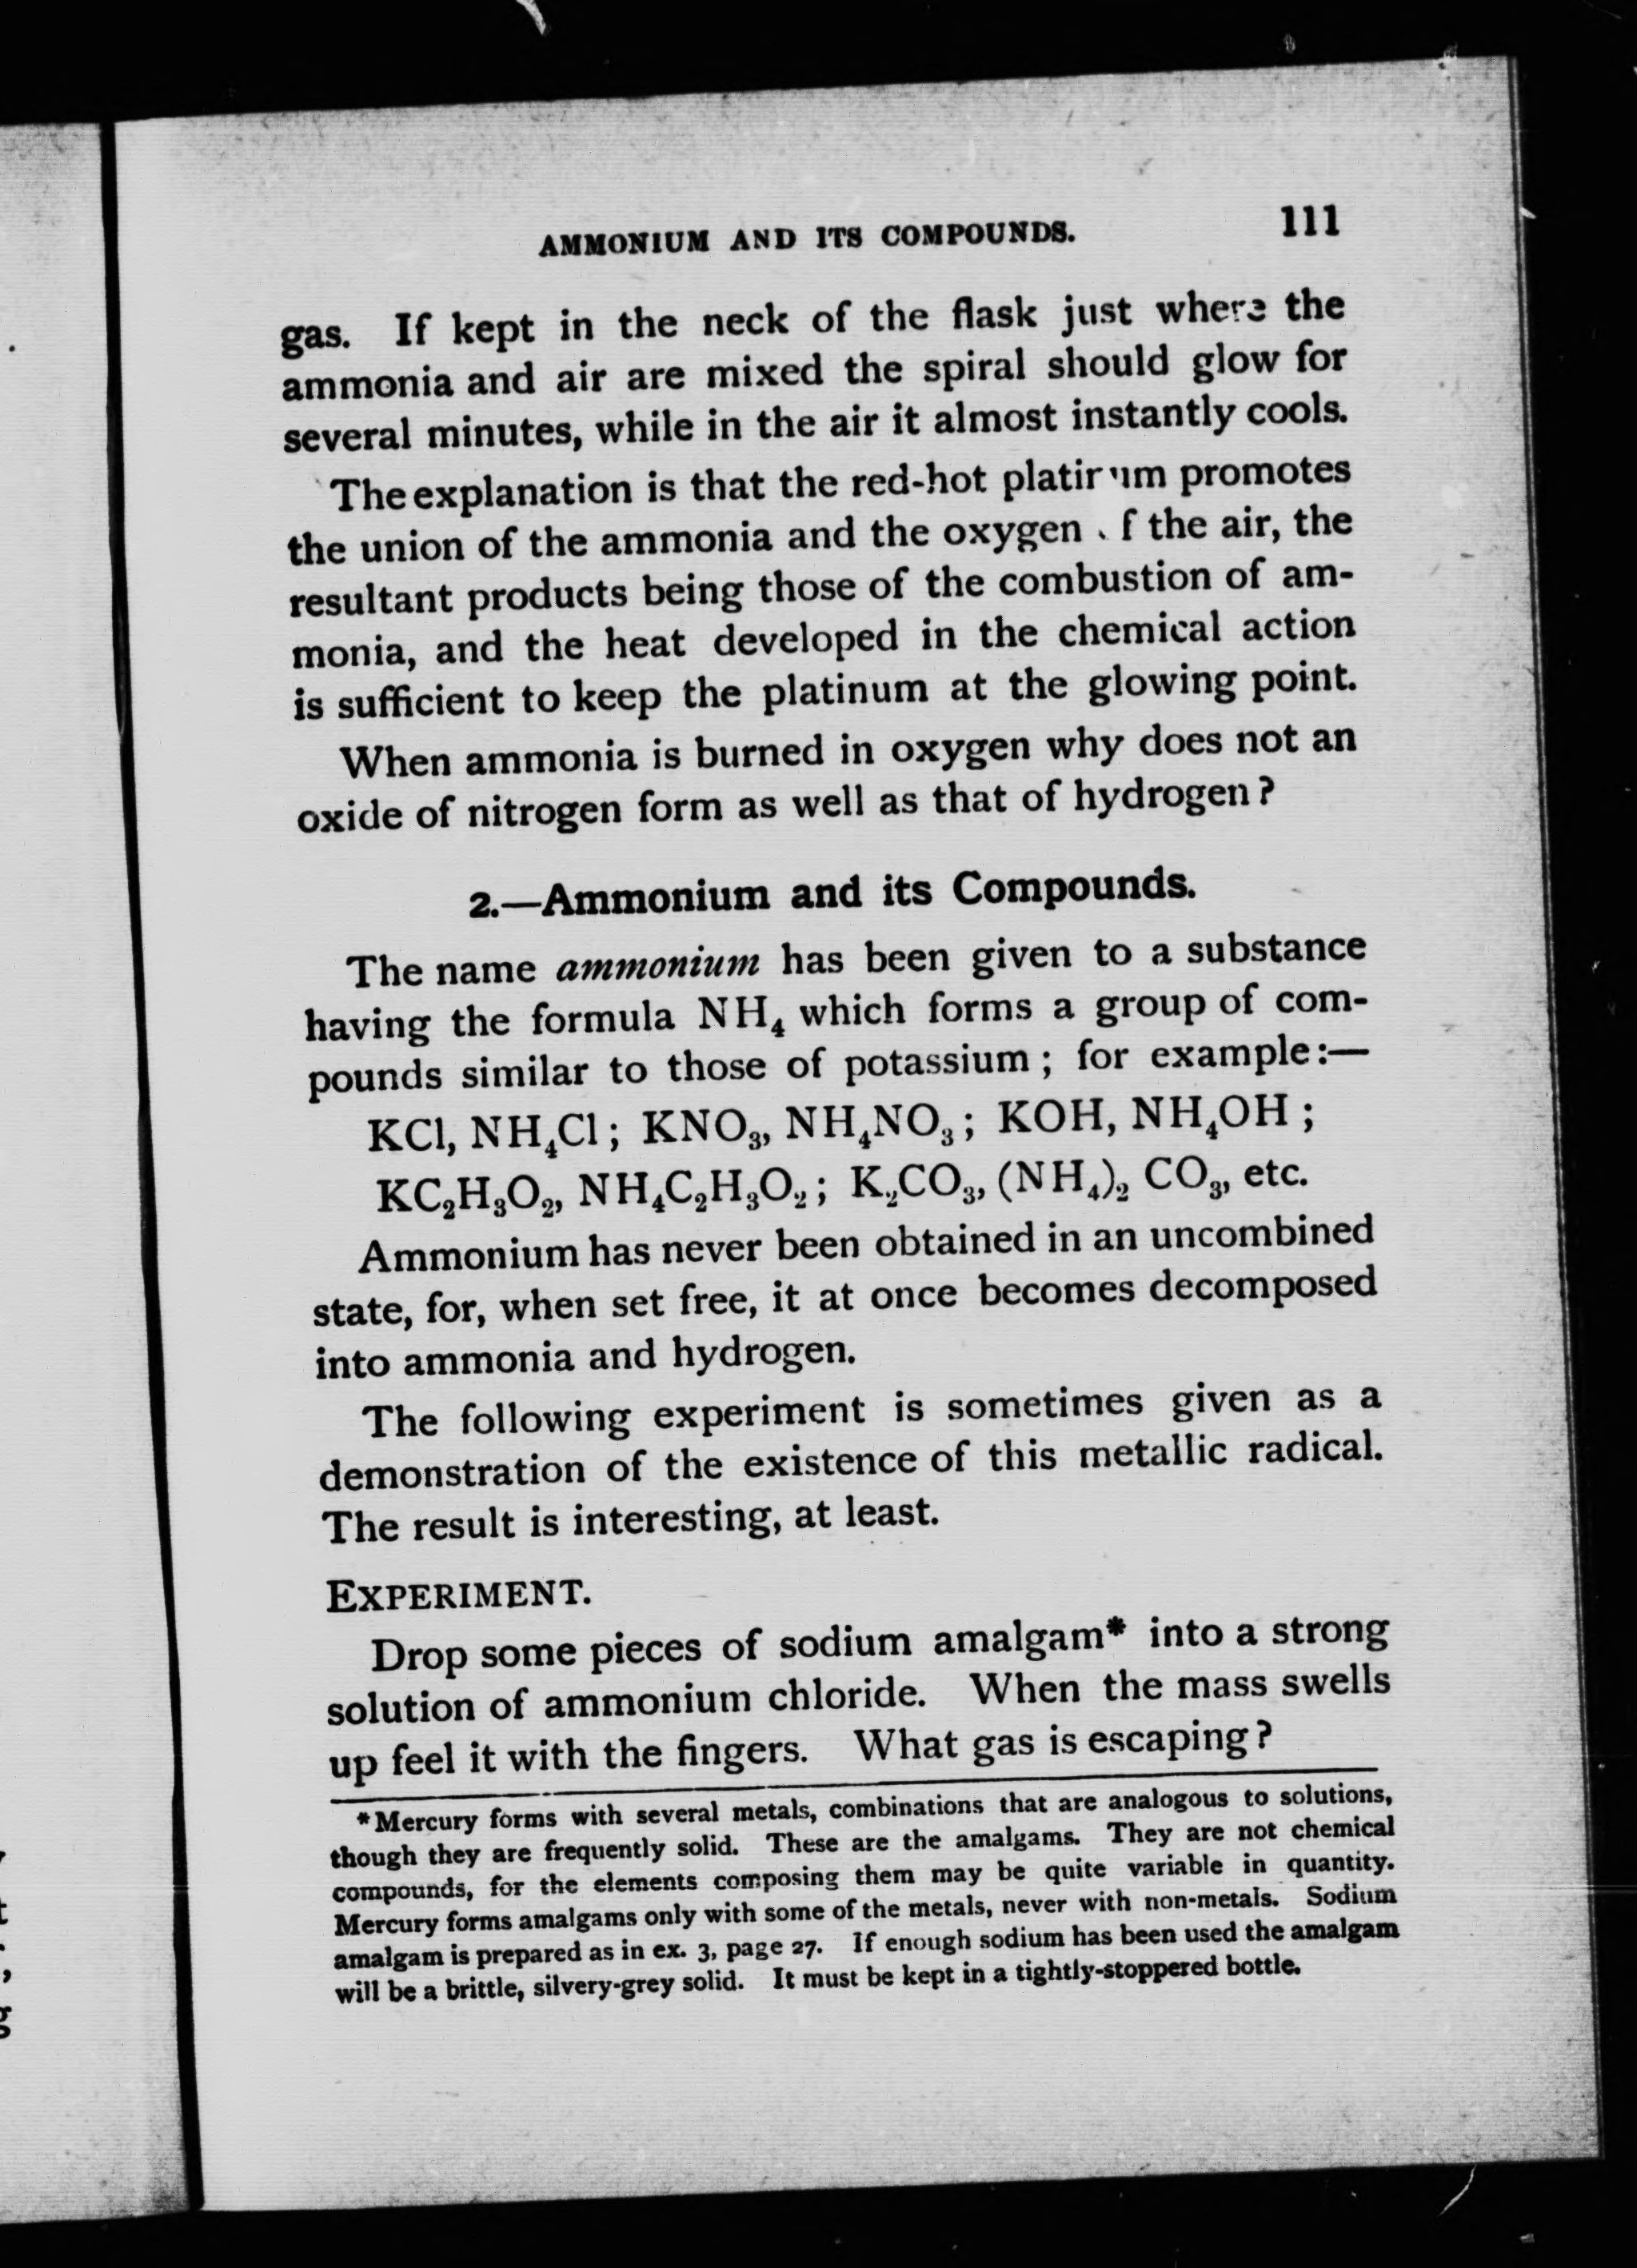 AMMONIUM AND ITS COMPOUNDS. 111
gas. If kept in the neck of the flask just where the
ammonia and air are mixed the spiral should glow for
several minutes, while in the air it almost instantly cools.
The explanation is that the red-hot platinum promotes
the union of the ammonia and the oxygen of the air, the
resultant products being those of the combustion of am-
monia, and the heat developed in the chemical action
is sufficient to keep the platinum at the glowing point.
When ammonia is burned in oxygen why does not an
oxide of nitrogen form as well as that of hydrogen?
2.—Ammonium and its Compounds.
The name ammonium has been given to a substance
having the formula NH₄ which forms a group of com-
pounds similar to those of potassium; for example:—
KCl, NH₄Cl; KNO₃, NH₄NO₃; KOH, NH₄OH;
KC₂H₃O₂, NH₄C₂H₃O₂; K₂CO₃, (NH₄)₂ CO₃, etc.
Ammonium has never been obtained in an uncombined
state, for, when set free, it at once becomes decomposed
into ammonia and hydrogen.
The following experiment is sometimes given as a
demonstration of the existence of this metallic radical.
The result is interesting, at least.
EXPERIMENT.
Drop some pieces of sodium amalgam* into a strong
solution of ammonium chloride. When the mass swells
up feel it with the fingers. What gas is escaping?
*Mercury forms with several metals, combinations that are analogous to solutions,
though they are frequently solid. These are the amalgams. They are not chemical
compounds, for the elements composing them may be quite variable in quantity.
Mercury forms amalgams only with some of the metals, never with non-metals. Sodium
amalgam is prepared as in ex. 3, page 27. If enough sodium has been used the amalgam
will be a brittle, silvery-grey solid. It must be kept in a tightly-stoppered bottle.